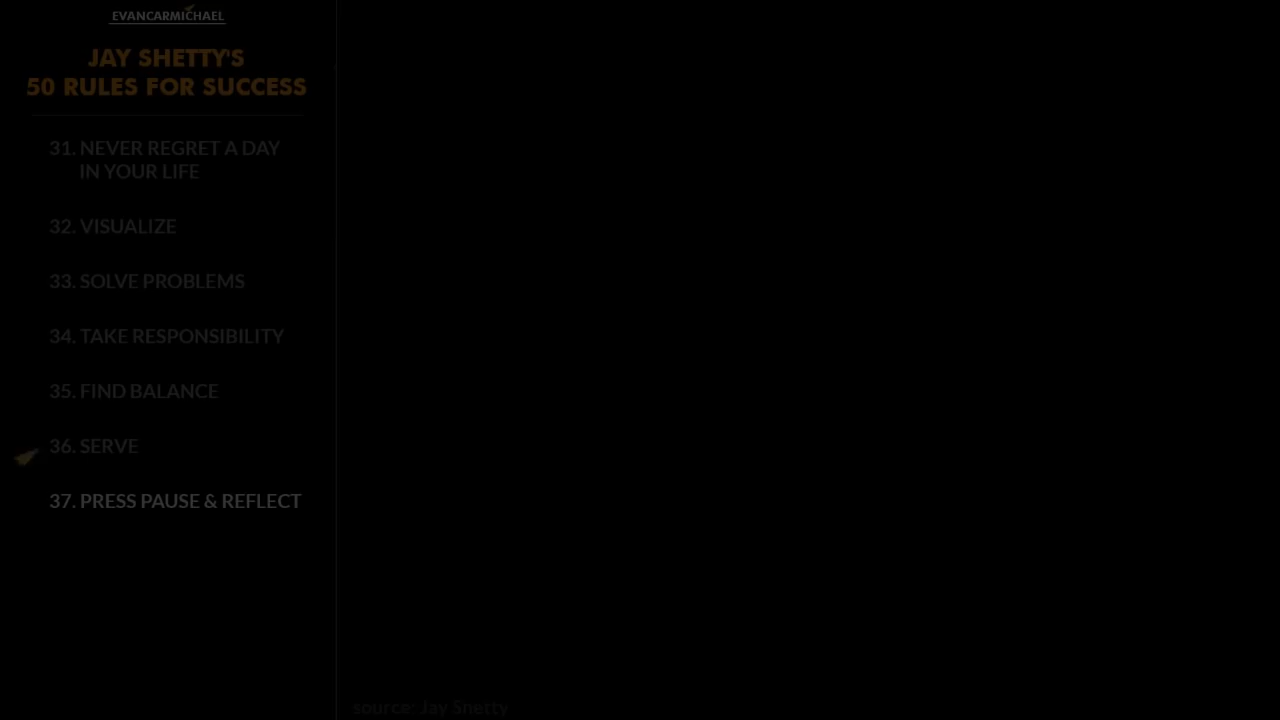 EVANCARMICHAEL
JAY SHETTY'S
50 RULES FOR SUCCESS
31. NEVER REGRET A DAY
IN YOUR LIFE
32. VISUALIZE
33. SOLVE PROBLEMS
34. TAKE RESPONSIBILITY
35. FIND BALANCE
36. SERVE
37. PRESS PAUSE & REFLECT
source: Jay Shetty